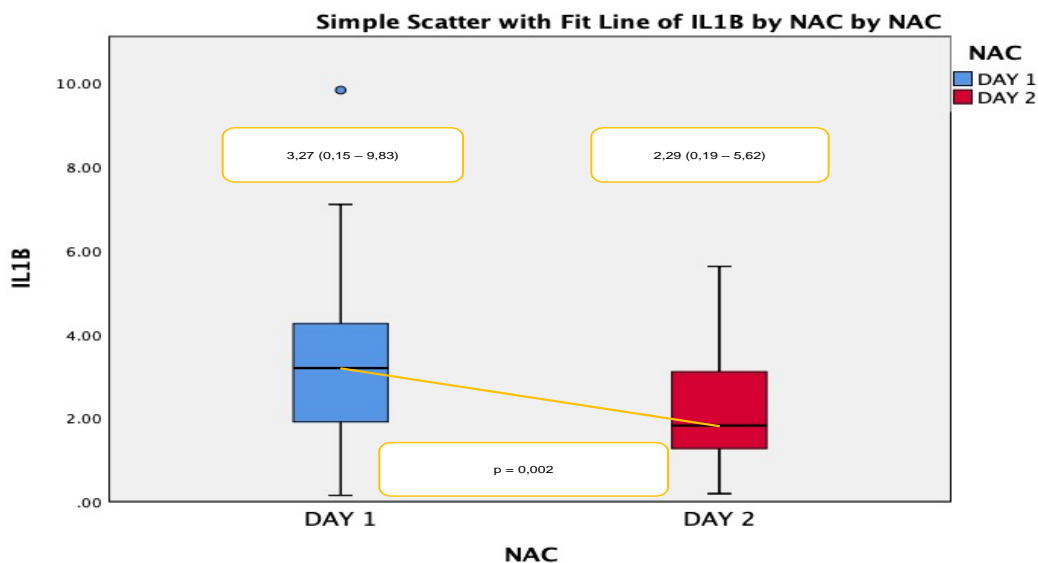 Simple Scatter with Fit Line of IL1B by NAC by NAC
NAC
DAY 1
DAY 2
10.00
8.00
6.00
4.00
2.00
.00
IL1B
3,27 (0,15 – 9,83)
2,29 (0,19 – 5,62)
p = 0,002
DAY 1
DAY 2
NAC